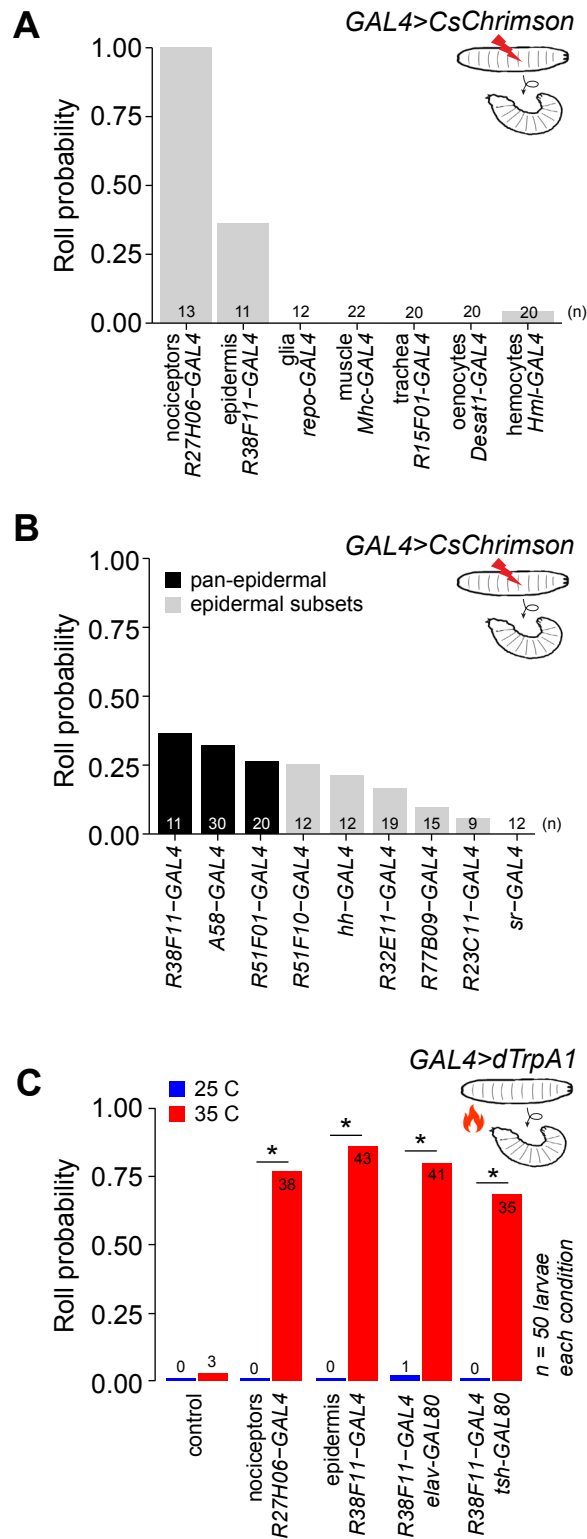 A
GAL4>CsChrimson
Roll probability
1.00
0.75
0.50
0.25
0.00
13
11
12
22
20
20
20
(n)
nociceptors
R27H06−GAL4
epidermis
R38F11−GAL4
glia
repo-GAL4
muscle
Mhc-GAL4
trachea
R15F01-GAL4
oenocytes
Desat1-GAL4
hemocytes
Hml-GAL4
B
GAL4>CsChrimson
pan-epidermal
epidermal subsets
Roll probability
1.00
0.75
0.50
0.25
0.00
11
30
20
12
12
19
15
9
12
(n)
R38F11−GAL4
A58−GAL4
R51F01−GAL4
R51F10−GAL4
hh−GAL4
R32E11−GAL4
R77B09−GAL4
R23C11−GAL4
sr−GAL4
C
GAL4>dTrpA1
25 C
35 C
Roll probability
1.00
0.75
0.50
0.25
0.00
*
*
*
*
0
3
0
38
0
43
1
41
0
35
n = 50 larvae
each condition
control
nociceptors
R27H06−GAL4
epidermis
R38F11−GAL4
R38F11−GAL4
elav-GAL80
R38F11−GAL4
tsh-GAL80